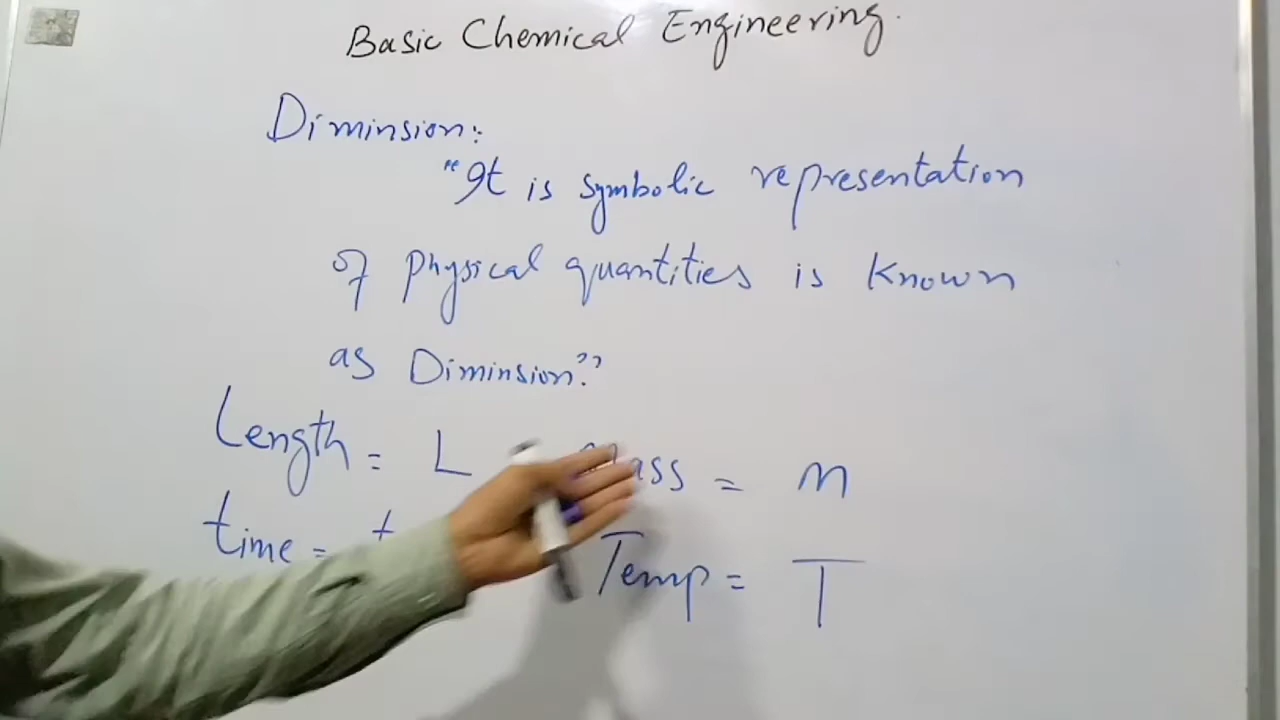 Basic Chemical Engineering.
Diminsion:
"It is symbolic representation
of physical quantities is known
as Diminsion."
Length = L Mass = m
time = t Temp = T